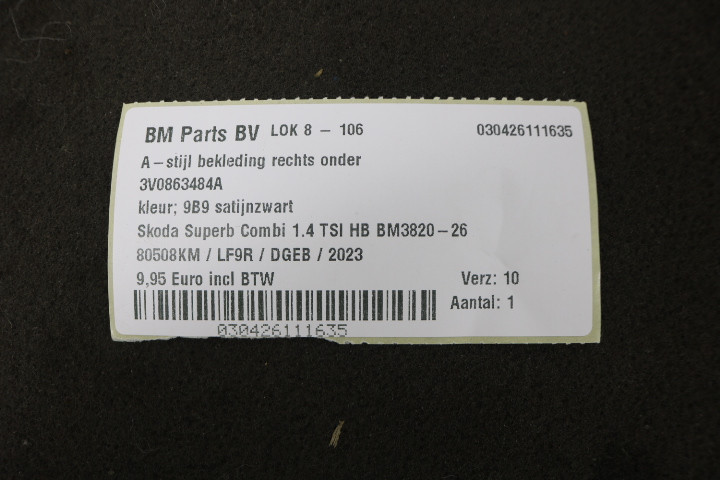 BM Parts BV LOK 8 - 106 030426111635
A-stijl bekleding rechts onder
3V0863484A
kleur; 9B9 satijnzwart
Skoda Superb Combi 1.4 TSI HB BM3820-26
80508KM / LF9R / DGEB / 2023
9,95 Euro incl BTW Verz: 10
Aantal: 1
030426111635